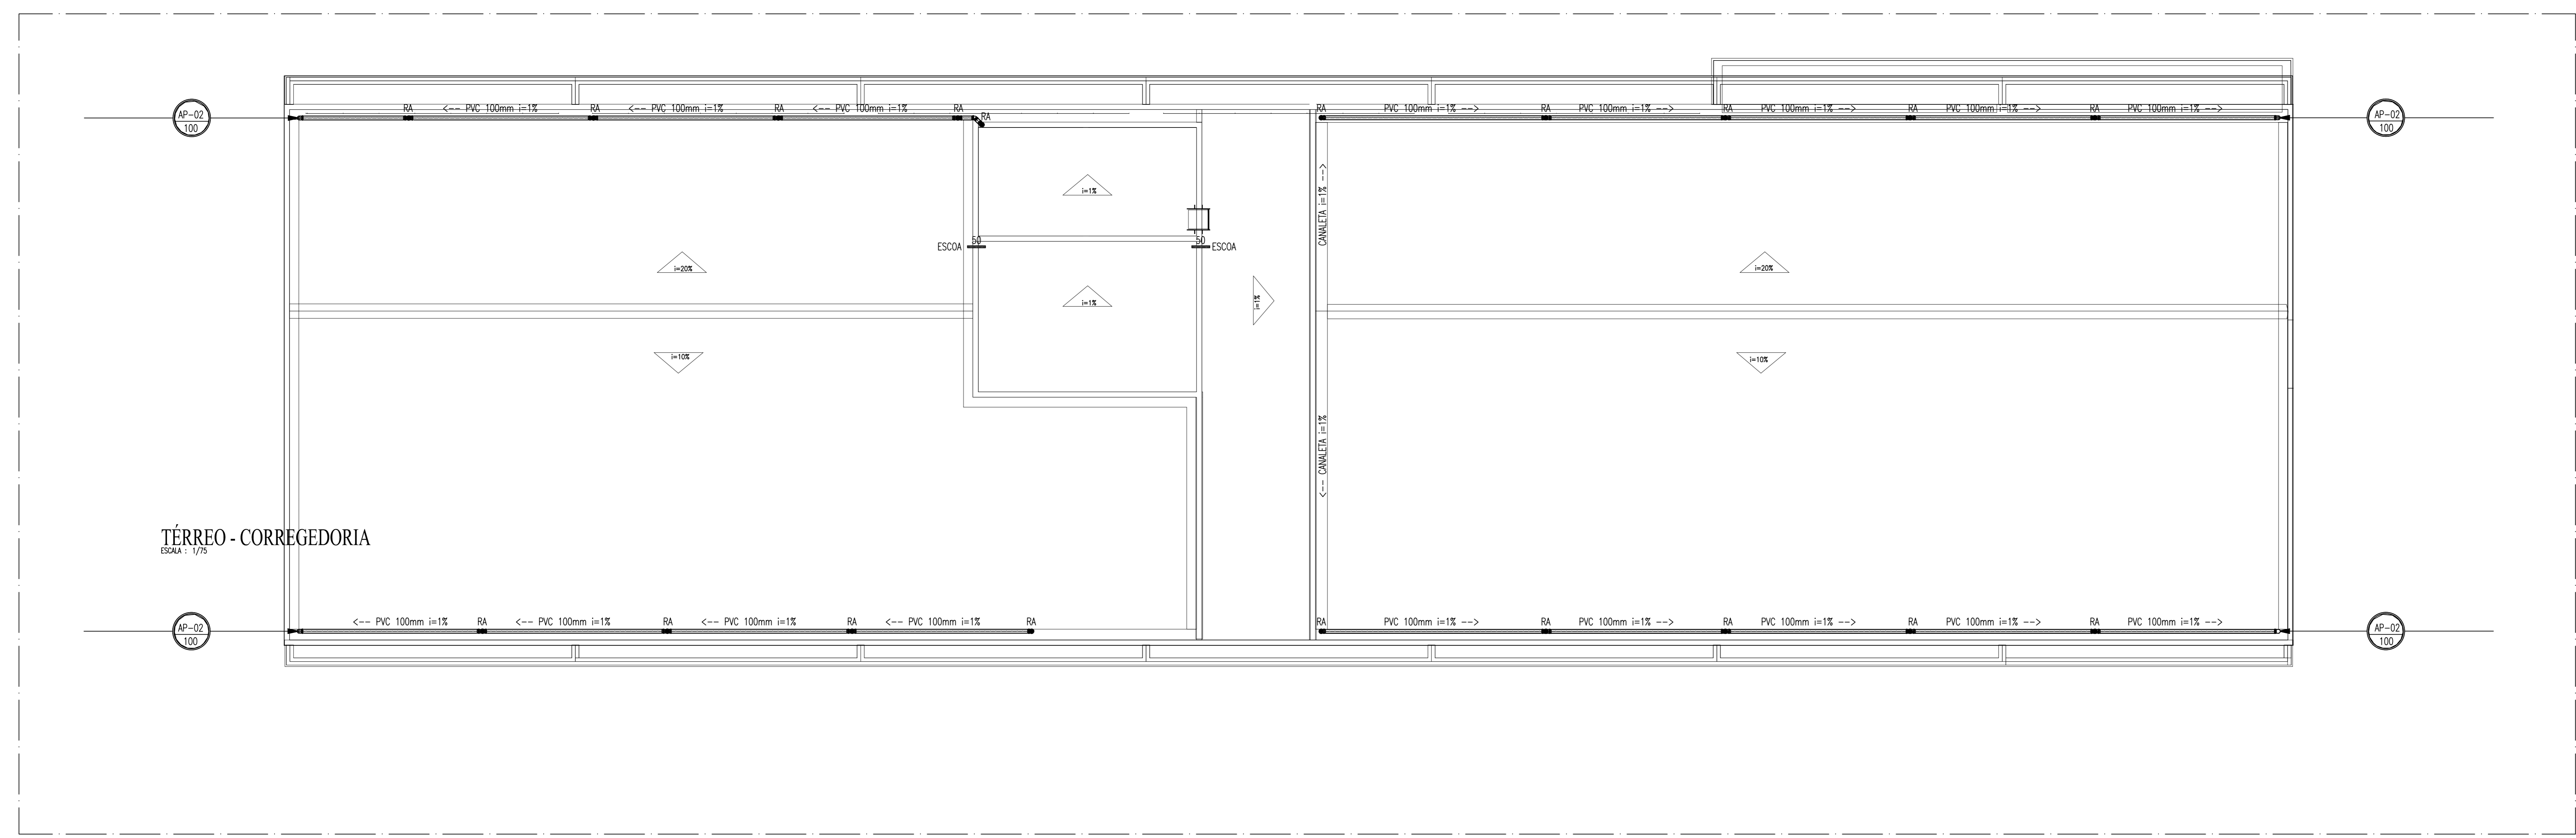 RA <-- PVC 100mm i=1% RA <-- PVC 100mm i=1% RA <-- PVC 100mm i=1% RA
RA PVC 100mm i=1% --> RA PVC 100mm i=1% --> RA PVC 100mm i=1% --> RA PVC 100mm i=1% --> RA PVC 100mm i=1% -->
AP-02
100
RA
AP-02
100
i=1%
CANALETA i=1% -->
50
ESCOA
50
ESCOA
i=20%
i=20%
i=1%
i=1%
i=10%
i=10%
<-- CANALETA i=1%
TÉRREO - CORREGEDORIA
ESCALA : 1/75
<-- PVC 100mm i=1% RA <-- PVC 100mm i=1% RA <-- PVC 100mm i=1% RA <-- PVC 100mm i=1% RA
RA PVC 100mm i=1% --> RA PVC 100mm i=1% --> RA PVC 100mm i=1% --> RA PVC 100mm i=1% --> RA PVC 100mm i=1% -->
AP-02
100
AP-02
100